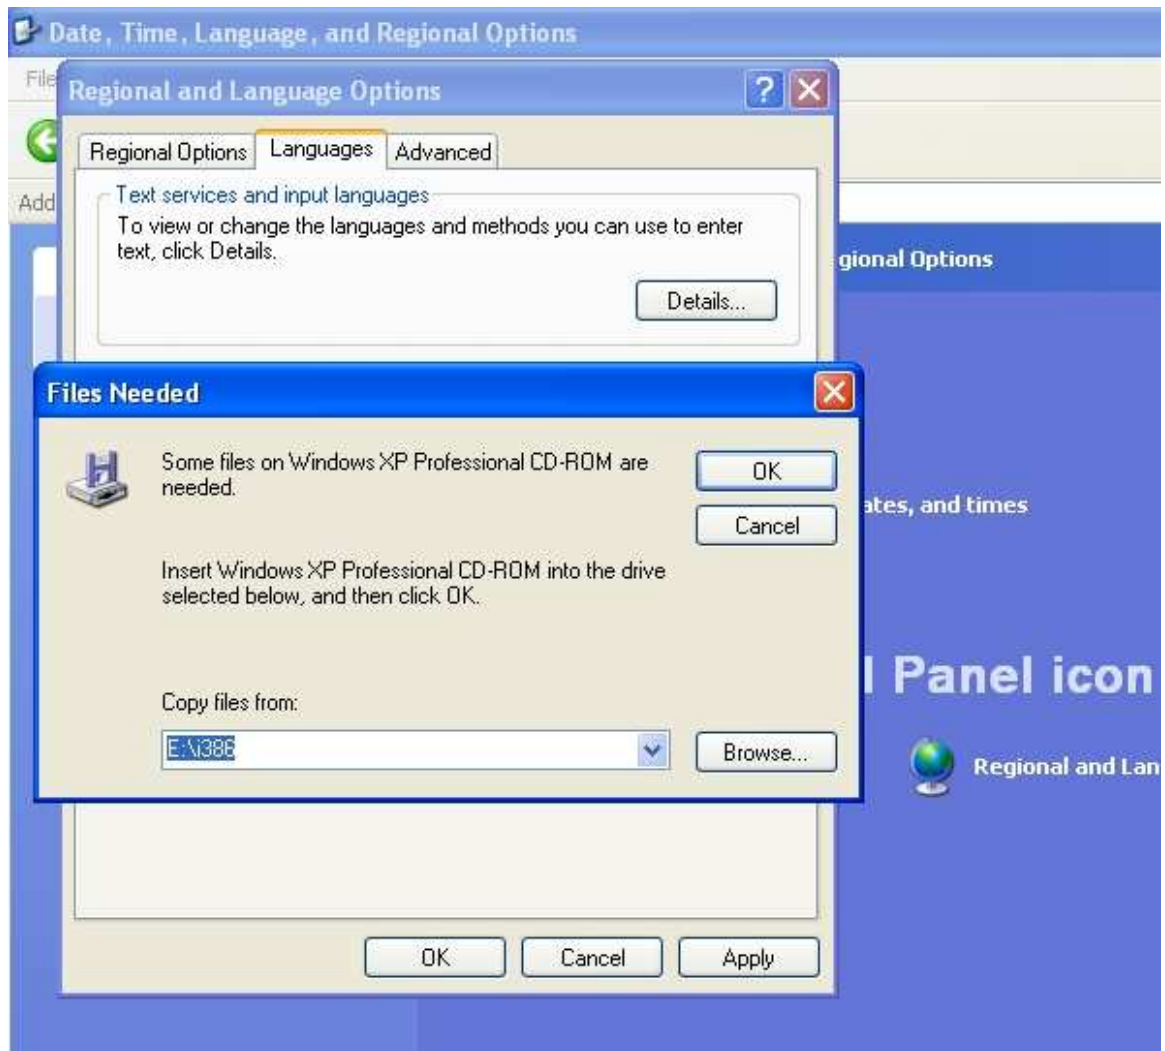 Date, Time, Language, and Regional Options
File
Regional and Language Options
Regional Options Languages Advanced
Add
Text services and input languages
To view or change the languages and methods you can use to enter
text, click Details.
gional Options
Details...
Files Needed
Some files on Windows XP Professional CD-ROM are
needed.
OK
ates, and times
Cancel
Insert Windows XP Professional CD-ROM into the drive
selected below, and then click OK.
l Panel icon
Copy files from:
E:\i386
Browse...
Regional and Lan
OK Cancel Apply